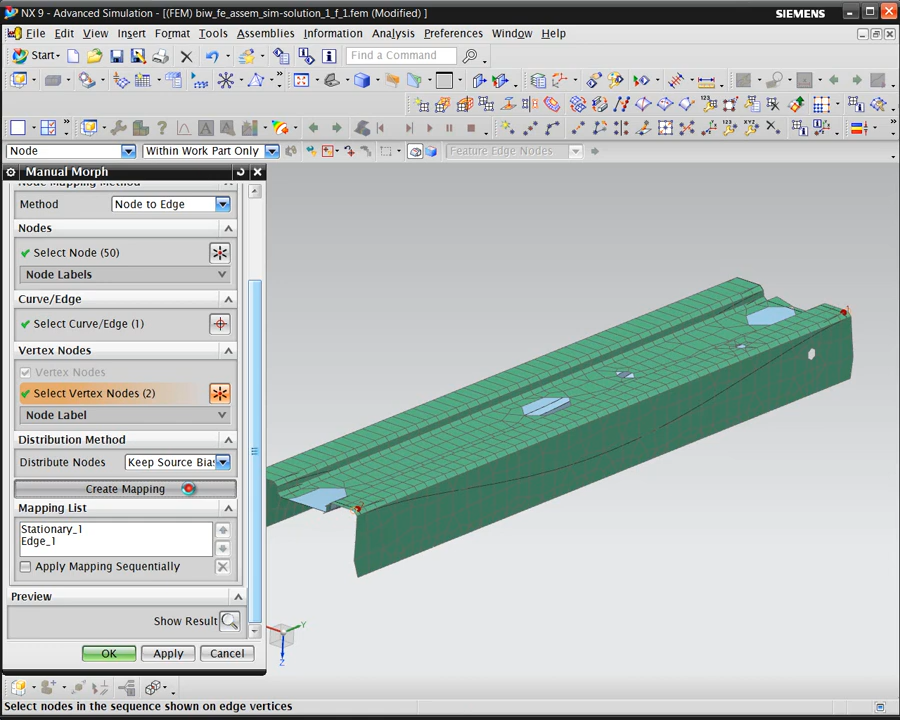 NX 9 - Advanced Simulation - [(FEM) biw_fe_assem_sim-solution_1_f_1.fem (Modified) ]
SIEMENS
File Edit View Insert Format Tools Assemblies Information Analysis Preferences Window Help
Start
Find a Command
Node
Within Work Part Only
Feature Edge Nodes
Manual Morph
Node Mapping Method
Method
Node to Edge
Nodes
Select Node (50)
Node Labels
Curve/Edge
Select Curve/Edge (1)
Vertex Nodes
Vertex Nodes
Select Vertex Nodes (2)
Node Label
Distribution Method
Distribute Nodes
Keep Source Bias
Create Mapping
Mapping List
Stationary_1
Edge_1
Apply Mapping Sequentially
Preview
Show Result
OK
Apply
Cancel
Y
Z
Select nodes in the sequence shown on edge vertices